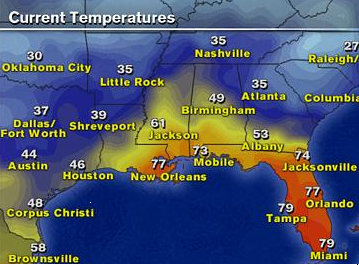 Current Temperatures
30
Oklahoma City
35
Little Rock
35
Nashville
27
Raleigh/
37
Dallas/
Fort Worth
39
Shreveport
61
Jackson
49
Birmingham
35
Atlanta
Columbia
44
Austin
46
Houston
77
New Orleans
73
Mobile
53
Albany
74
Jacksonville
48
Corpus Christi
77
Orlando
79
Tampa
58
Brownsville
79
Miami